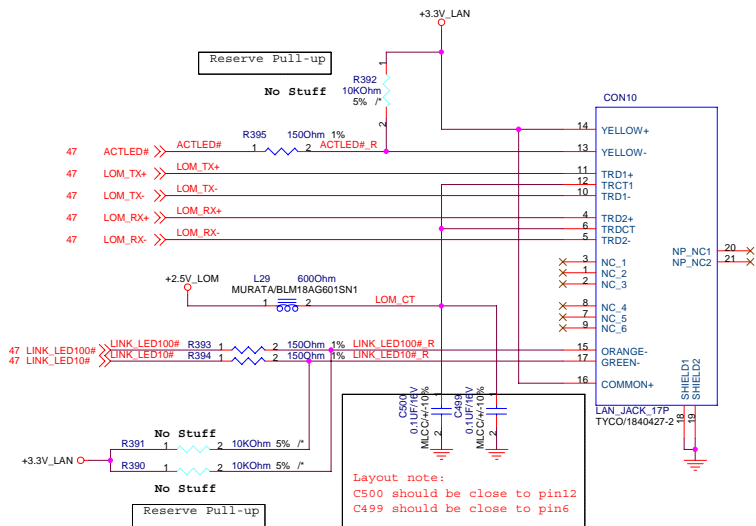 +3.3V_LAN
Reserve Pull-up
No Stuff
R392
10KOhm
5% /*
1
2
CON10
14 YELLOW+
47 ACTLED# ACTLED# R395 150Ohm 1% ACTLED#_R
1 2
13 YELLOW-
47 LOM_TX+ LOM_TX+ 11 TRD1+
12 TRCT1
47 LOM_TX- LOM_TX- 10 TRD1-
47 LOM_RX+ LOM_RX+ 4 TRD2+
6 TRDCT
47 LOM_RX- LOM_RX- 5 TRD2-
NP_NC1 20
NP_NC2 21
3 NC_1
1 NC_2
2 NC_3
+2.5V_LOM
L29 600Ohm
MURATA/BLM18AG601SN1
1 2
LOM_CT
8 NC_4
7 NC_5
9 NC_6
47 LINK_LED100# LINK_LED100# R393 1 2 150Ohm 1% LINK_LED100#_R 15 ORANGE-
47 LINK_LED10# LINK_LED10# R394 1 2 150Ohm 1% LINK_LED10#_R 17 GREEN-
16 COMMON+
SHIELD1
SHIELD2
18
19
LAN_JACK_17P
TYCO/1840427-2
C500
0.1UF/16V
MLCC/+/-10%
1
2
C499
0.1UF/16V
MLCC/+/-10%
1
2
No Stuff
R391 1 2 10KOhm 5% /*
+3.3V_LAN
R390 1 2 10KOhm 5% /*
No Stuff
Reserve Pull-up
Layout note:
C500 should be close to pin12
C499 should be close to pin6